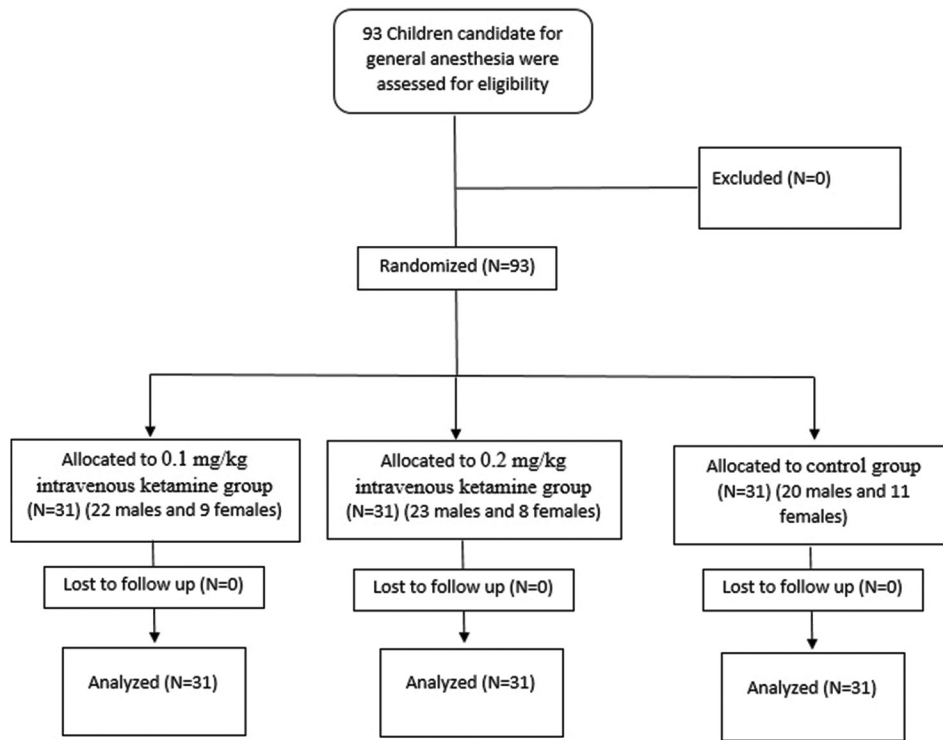 93 Children candidate for
general anesthesia were
assessed for eligibility
Excluded (N=0)
Randomized (N=93)
Allocated to 0.1 mg/kg
intravenous ketamine group
(N=31) (22 males and 9 females)
Allocated to 0.2 mg/kg
intravenous ketamine group
(N=31) (23 males and 8 females)
Allocated to control group
(N=31) (20 males and 11
females)
Lost to follow up (N=0)
Lost to follow up (N=0)
Lost to follow up (N=0)
Analyzed (N=31)
Analyzed (N=31)
Analyzed (N=31)